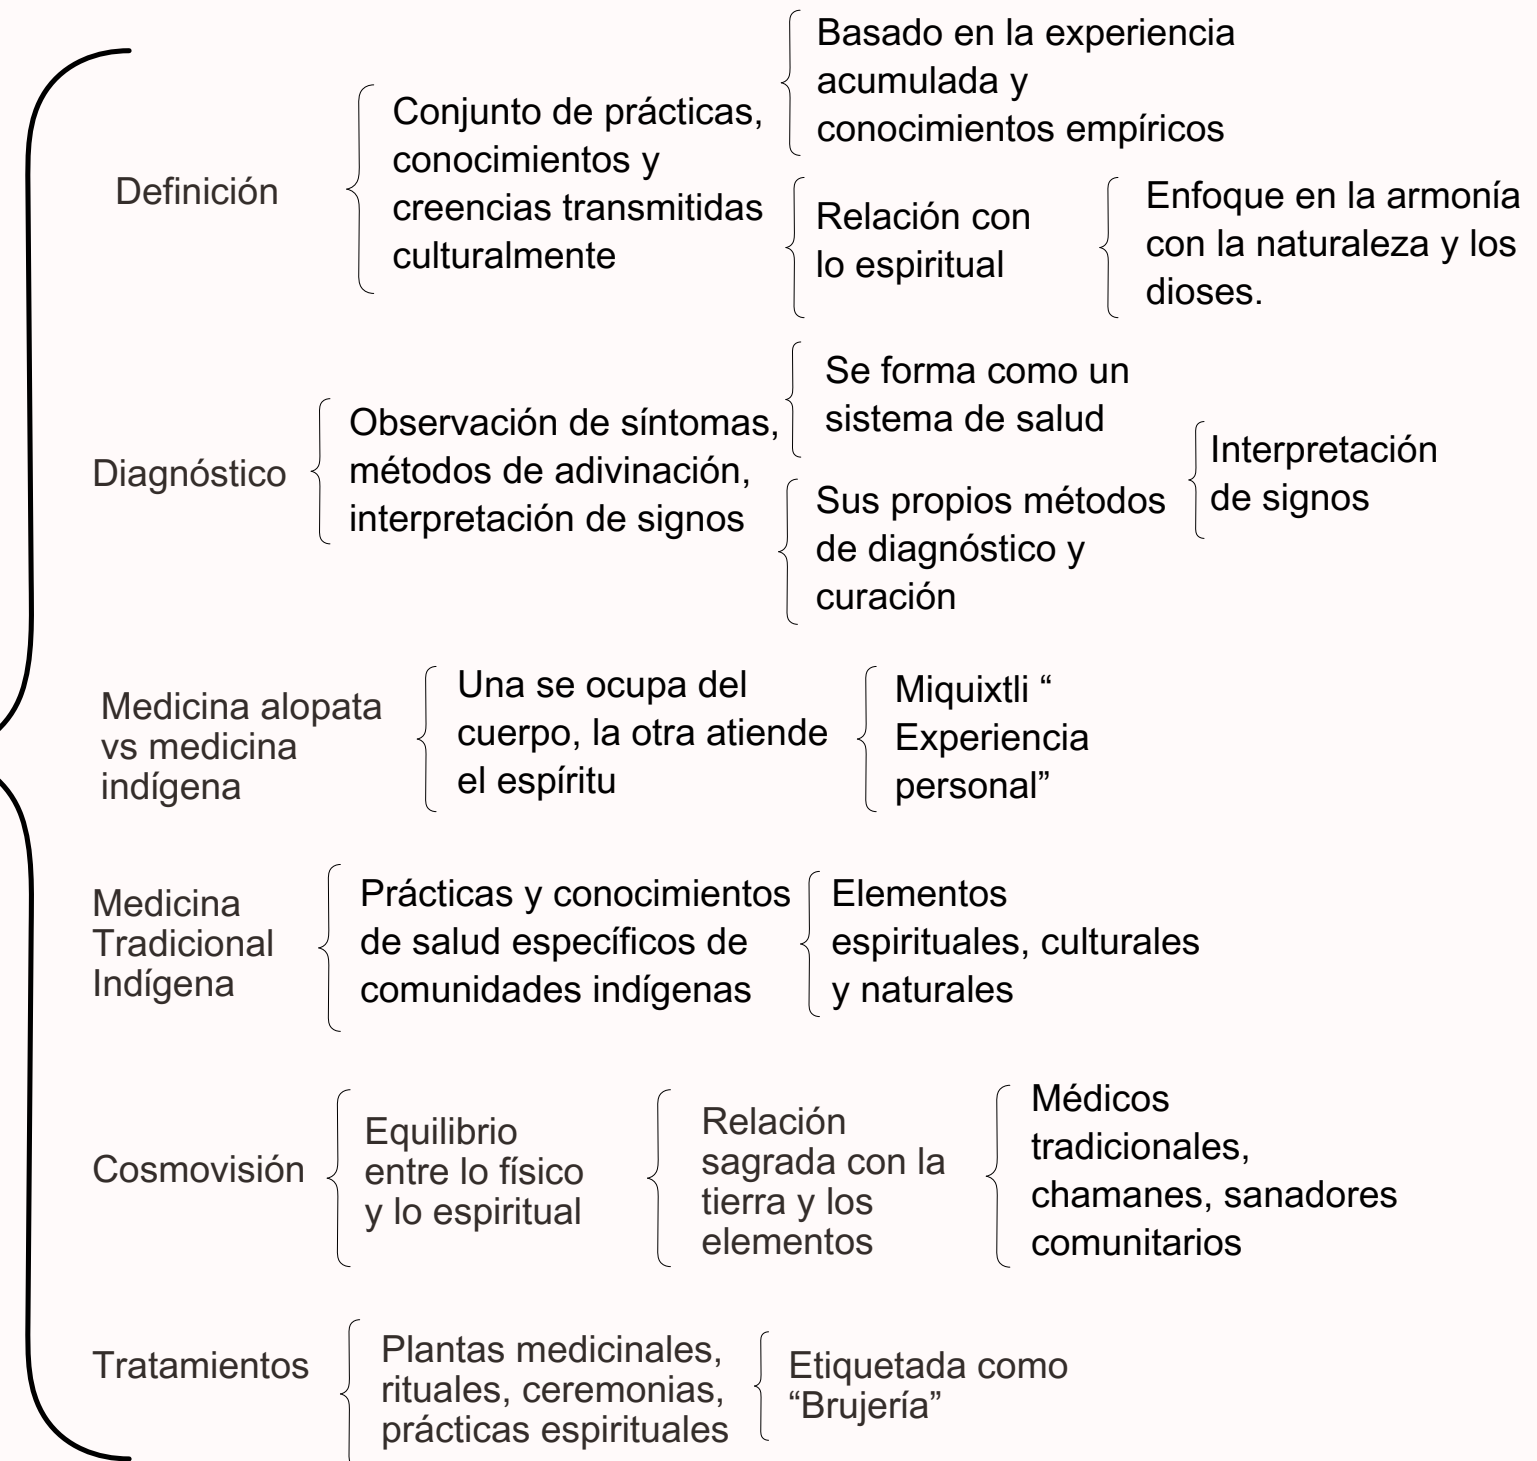 Definición
Conjunto de prácticas,
conocimientos y
creencias transmitidas
culturalmente
Basado en la experiencia
acumulada y
conocimientos empíricos
Relación con
lo espiritual
Enfoque en la armonía
con la naturaleza y los
dioses.
Diagnóstico
Observación de síntomas,
métodos de adivinación,
interpretación de signos
Se forma como un
sistema de salud
Sus propios métodos
de diagnóstico y
curación
Interpretación
de signos
Medicina alopata
vs medicina
indígena
Una se ocupa del
cuerpo, la otra atiende
el espíritu
Miquixtli “
Experiencia
personal”
Medicina
Tradicional
Indígena
Prácticas y conocimientos
de salud específicos de
comunidades indígenas
Elementos
espirituales, culturales
y naturales
Cosmovisión
Equilibrio
entre lo físico
y lo espiritual
Relación
sagrada con la
tierra y los
elementos
Médicos
tradicionales,
chamanes, sanadores
comunitarios
Tratamientos
Plantas medicinales,
rituales, ceremonias,
prácticas espirituales
Etiquetada como
“Brujería”